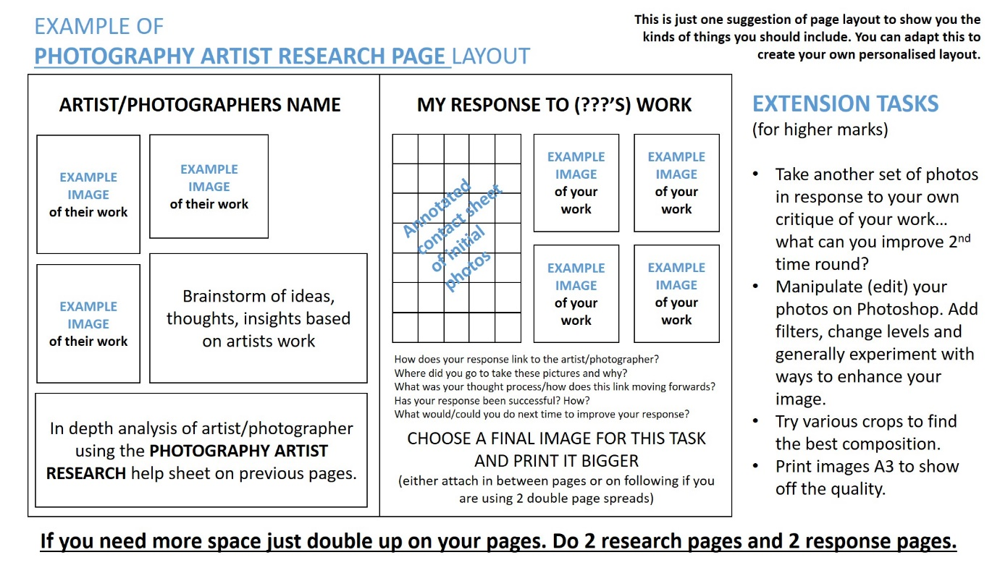 EXAMPLE OF
PHOTOGRAPHY ARTIST RESEARCH PAGE LAYOUT
This is just one suggestion of page layout to show you the
kinds of things you should include. You can adapt this to
create your own personalised layout.
ARTIST/PHOTOGRAPHERS NAME
EXAMPLE
IMAGE
of their work
EXAMPLE
IMAGE
of their work
EXAMPLE
IMAGE
of their work
Brainstorm of ideas,
thoughts, insights based
on artists work
In depth analysis of artist/photographer
using the PHOTOGRAPHY ARTIST
RESEARCH help sheet on previous pages.
MY RESPONSE TO (???'S) WORK
Annotated
contact sheet
of initial
photos
EXAMPLE
IMAGE
of your
work
EXAMPLE
IMAGE
of your
work
EXAMPLE
IMAGE
of your
work
EXAMPLE
IMAGE
of your
work
How does your response link to the artist/photographer?
Where did you go to take these pictures and why?
What was your thought process/how does this link moving forwards?
Has your response been successful? How?
What would/could you do next time to improve your response?
CHOOSE A FINAL IMAGE FOR THIS TASK
AND PRINT IT BIGGER
(either attach in between pages or on following if you
are using 2 double page spreads)
EXTENSION TASKS
(for higher marks)
• Take another set of photos
in response to your own
critique of your work…
what can you improve 2nd
time round?
• Manipulate (edit) your
photos on Photoshop. Add
filters, change levels and
generally experiment with
ways to enhance your
image.
• Try various crops to find
the best composition.
• Print images A3 to show
off the quality.
If you need more space just double up on your pages. Do 2 research pages and 2 response pages.